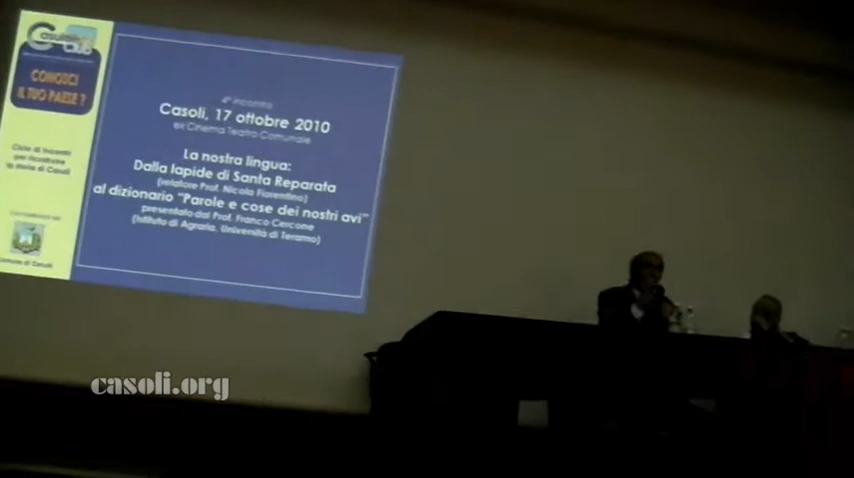 CONOSCI
IL TUO PAESE ?
Ciclo di incontri
per ricostruire
la storia di Casoli
Comune di Casoli
4° incontro
Casoli, 17 ottobre 2010
ex Cinema Teatro Comunale
La nostra lingua:
Dalla lapide di Santa Reparata
(relatore Prof. Nicola Fiorentino)
al dizionario "Parole e cose dei nostri avi"
presentato dal Prof. Franco Cercone
(Istituto di Agraria, Università di Teramo)
casoli.org